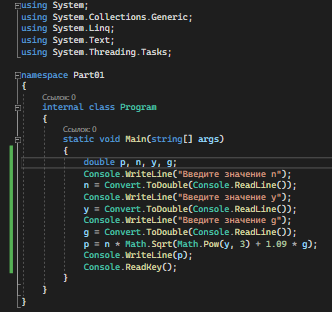 using System;
using System.Collections.Generic;
using System.Linq;
using System.Text;
using System.Threading.Tasks;
namespace Part01
{
Ссылок: 0
internal class Program
{
Ссылок: 0
static void Main(string[] args)
{
double p, n, y, g;
Console.WriteLine("Введите значение n");
n = Convert.ToDouble(Console.ReadLine());
Console.WriteLine("Введите значение y");
y = Convert.ToDouble(Console.ReadLine());
Console.WriteLine("Введите значение g");
g = Convert.ToDouble(Console.ReadLine());
p = n * Math.Sqrt(Math.Pow(y, 3) + 1.09 * g);
Console.WriteLine(p);
Console.ReadKey();
}
}
}